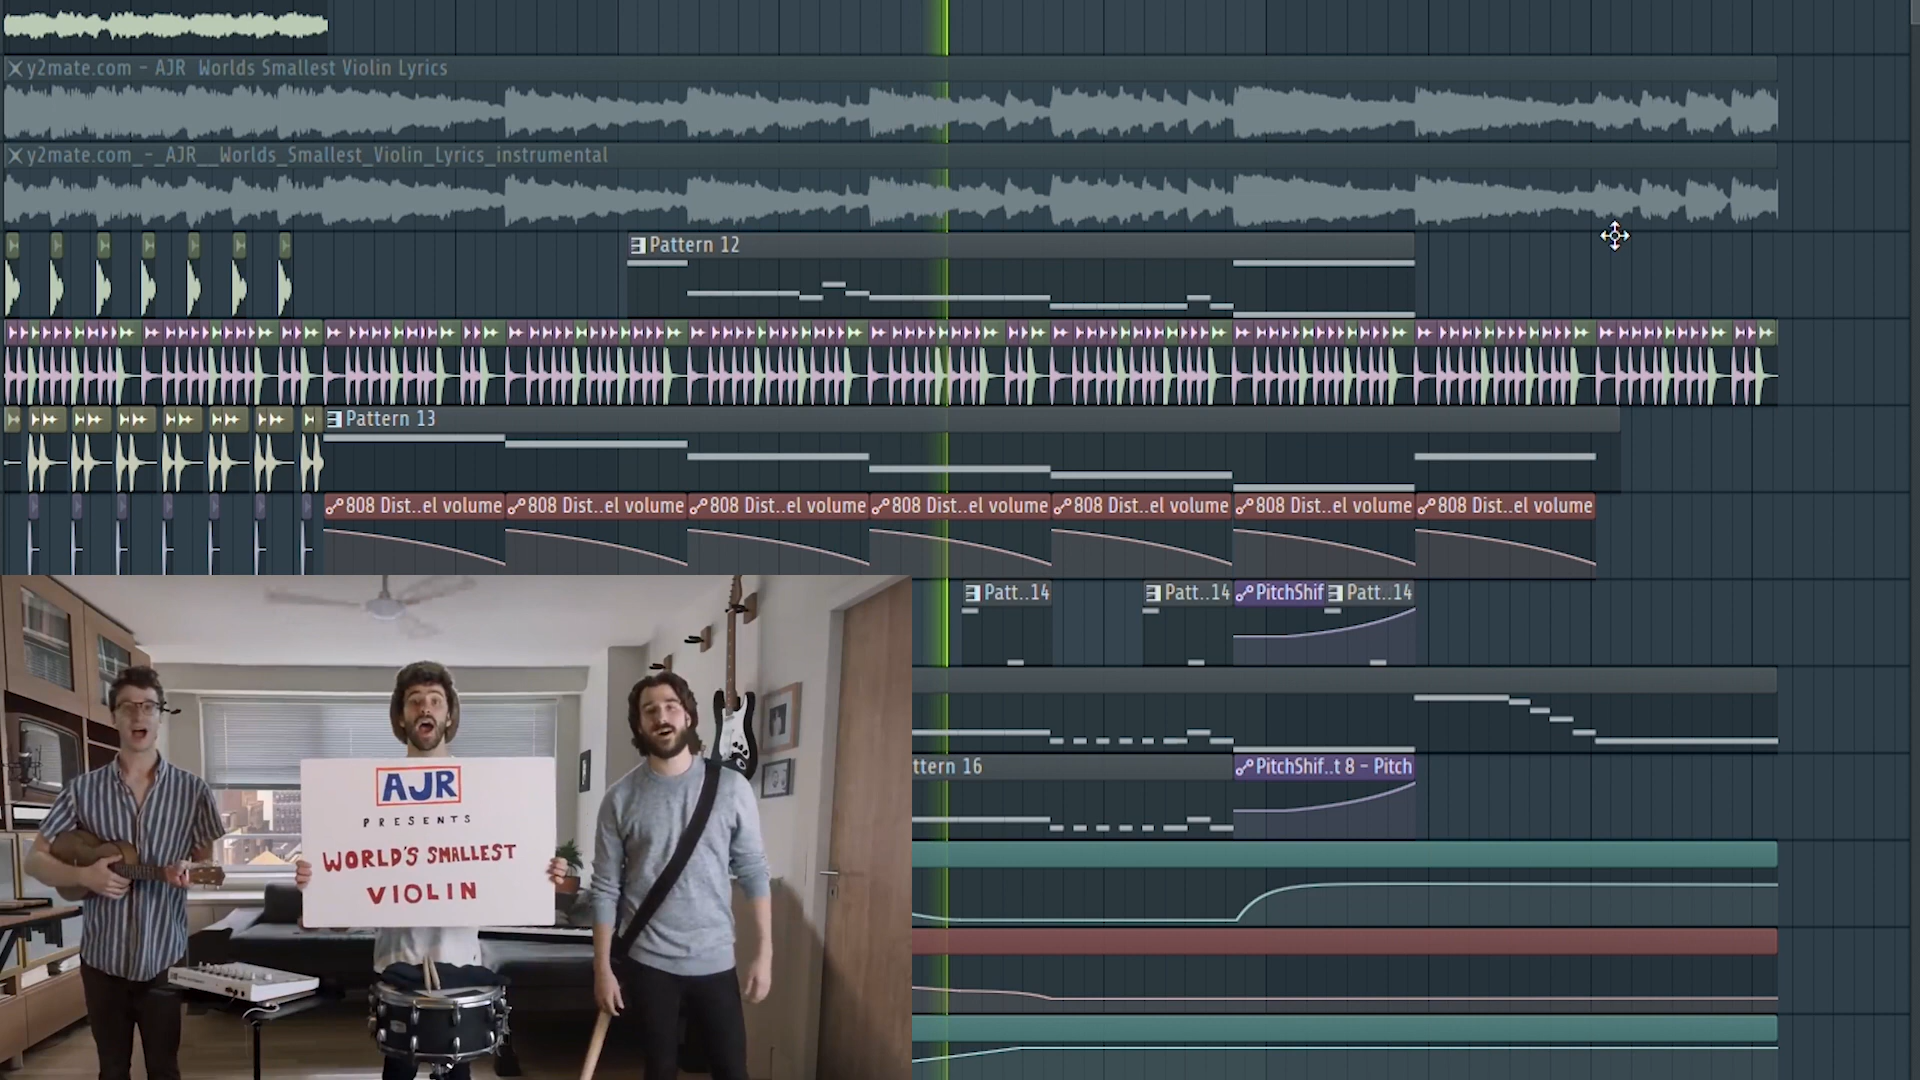 y2mate.com - AJR Worlds Smallest Violin Lyrics
y2mate.com_-_AJR__Worlds_Smallest_Violin_Lyrics_instrumental
Pattern 12
Pattern 13
808 Dist..el volume 808 Dist..el volume 808 Dist..el volume 808 Dist..el volume 808 Dist..el volume 808 Dist..el volume 808 Dist..el volume
Patt..14 Patt..14 PitchShif Patt..14
ttern 16 PitchShif..t 8 - Pitch
AJR
PRESENTS
WORLD'S SMALLEST
VIOLIN